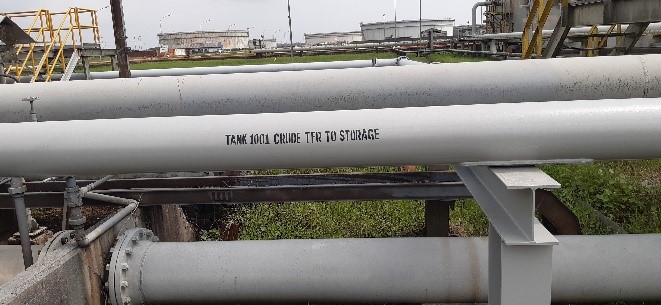 TANK 1001 CRUDE TFR TO STORAGE